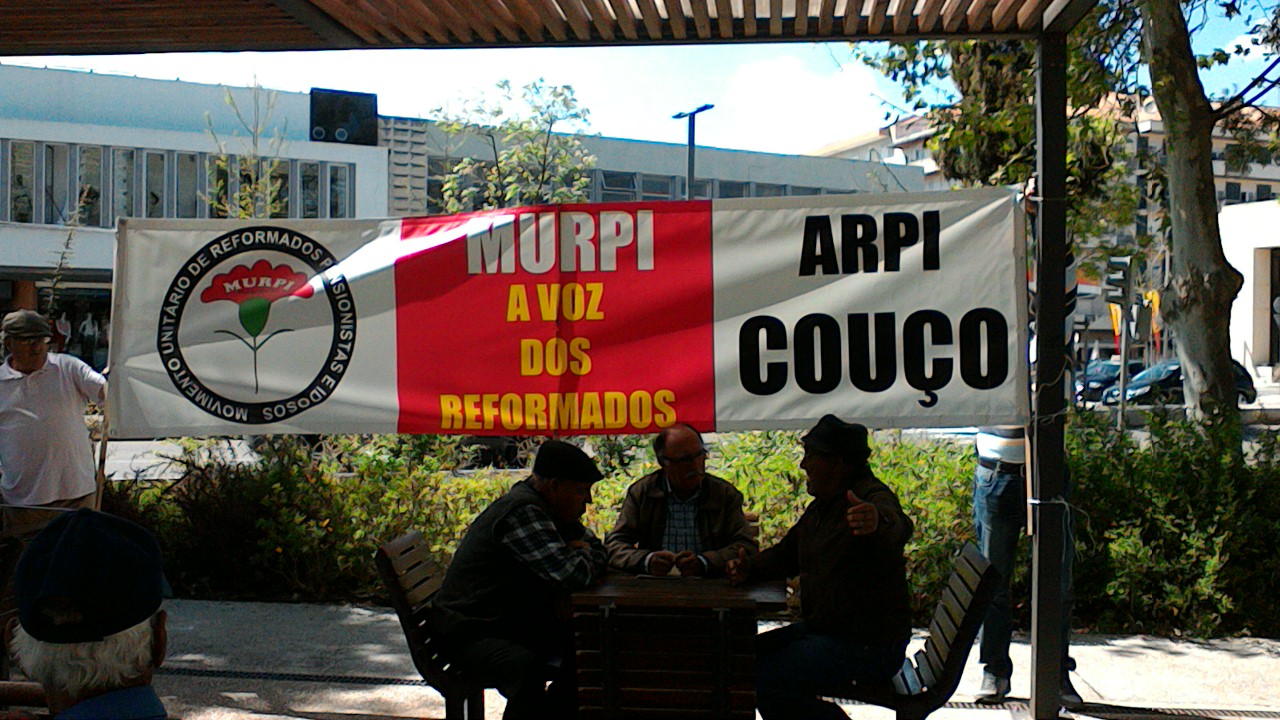 MOVIMENTO UNITÁRIO DE REFORMADOS PENSIONISTAS E IDOSOS
MURPI
MURPI
A VOZ
DOS
REFORMADOS
ARPI
COUÇO